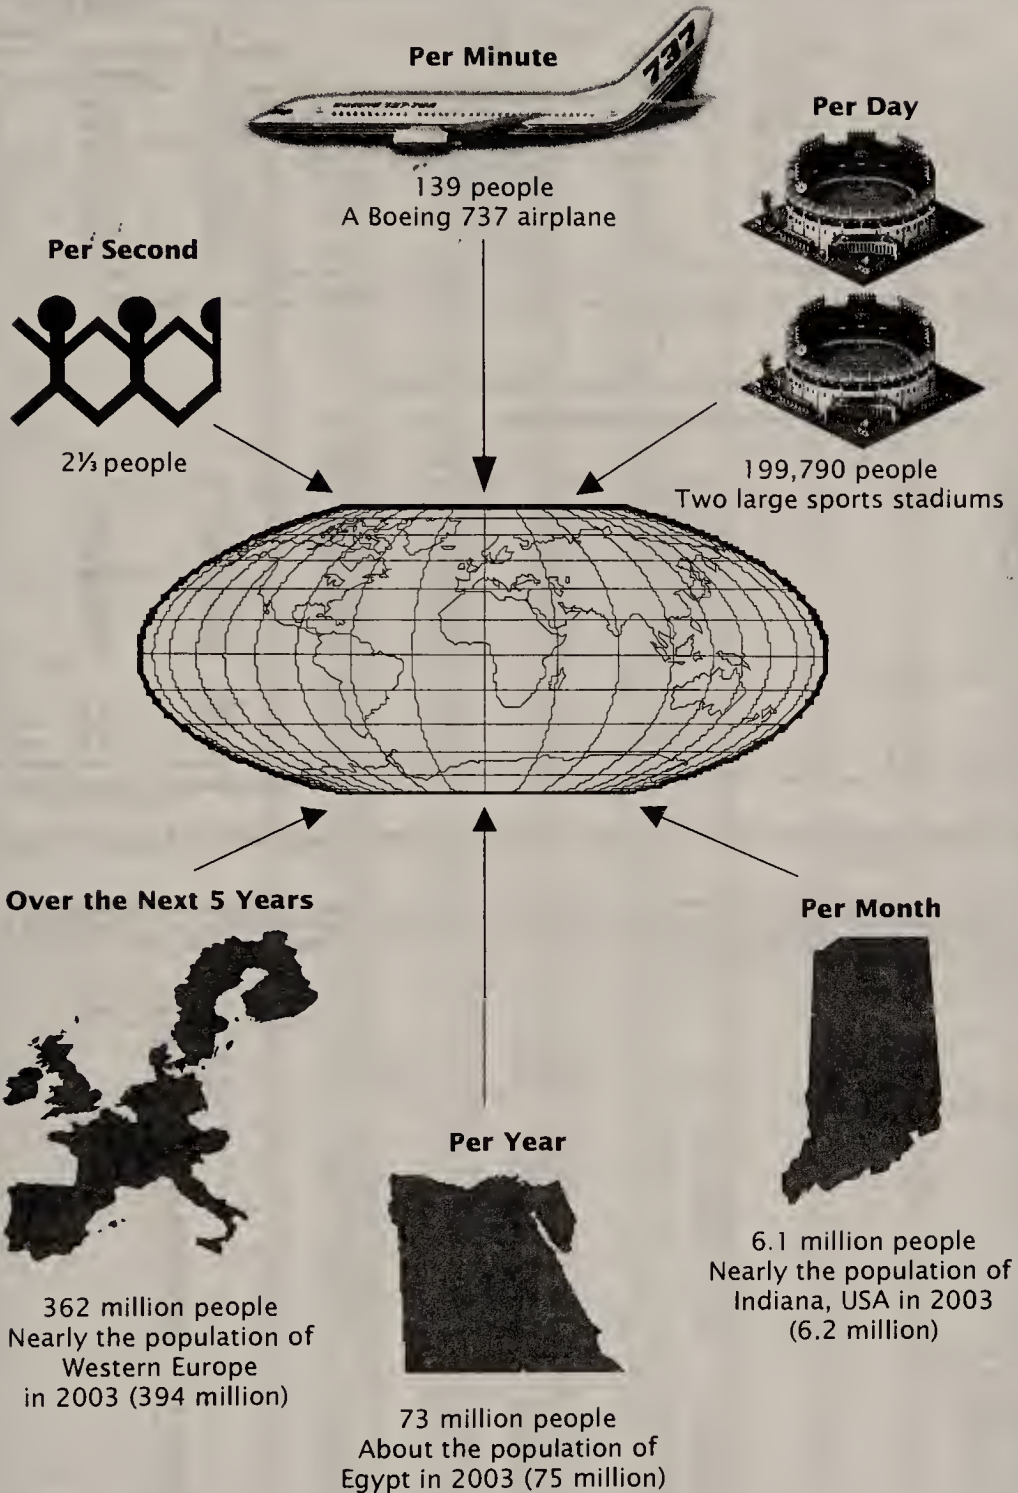 Per Minute
737
139 people
A Boeing 737 airplane
Per Day
199,790 people
Two large sports stadiums
Per Second
2⅓ people
Over the Next 5 Years
362 million people
Nearly the population of
Western Europe
in 2003 (394 million)
Per Year
73 million people
About the population of
Egypt in 2003 (75 million)
Per Month
6.1 million people
Nearly the population of
Indiana, USA in 2003
(6.2 million)